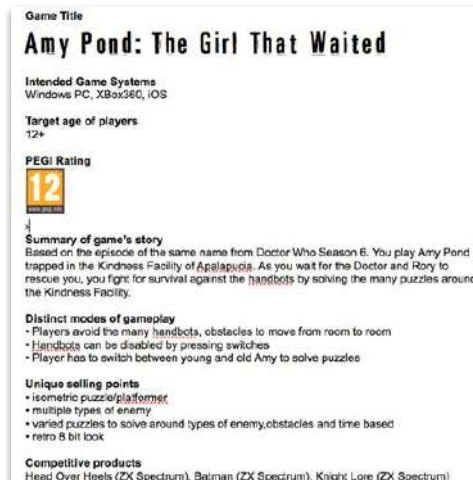 Game Title
Amy Pond: The Girl That Waited
Intended Game Systems
Windows PC, XBox360, iOS
Target age of players
12+
PEGI Rating
12
www.pegi.info
Summary of game's story
Based on the episode of the same name from Doctor Who Season 6. You play Amy Pond
trapped in the Kindness Facility of Apalapucia. As you wait for the Doctor and Rory to
rescue you, you fight for survival against the handbots by solving the many puzzles around
the Kindness Facility.
Distinct modes of gameplay
• Players avoid the many handbots, obstacles to move from room to room
• Handbots can be disabled by pressing switches
• Player has to switch between young and old Amy to solve puzzles
Unique selling points
• isometric puzzle/platformer
• multiple types of enemy
• varied puzzles to solve around types of enemy,obstacles and time based
• retro 8 bit look
Competitive products
Head Over Heels (ZX Spectrum), Batman (ZX Spectrum), Knight Lore (ZX Spectrum)